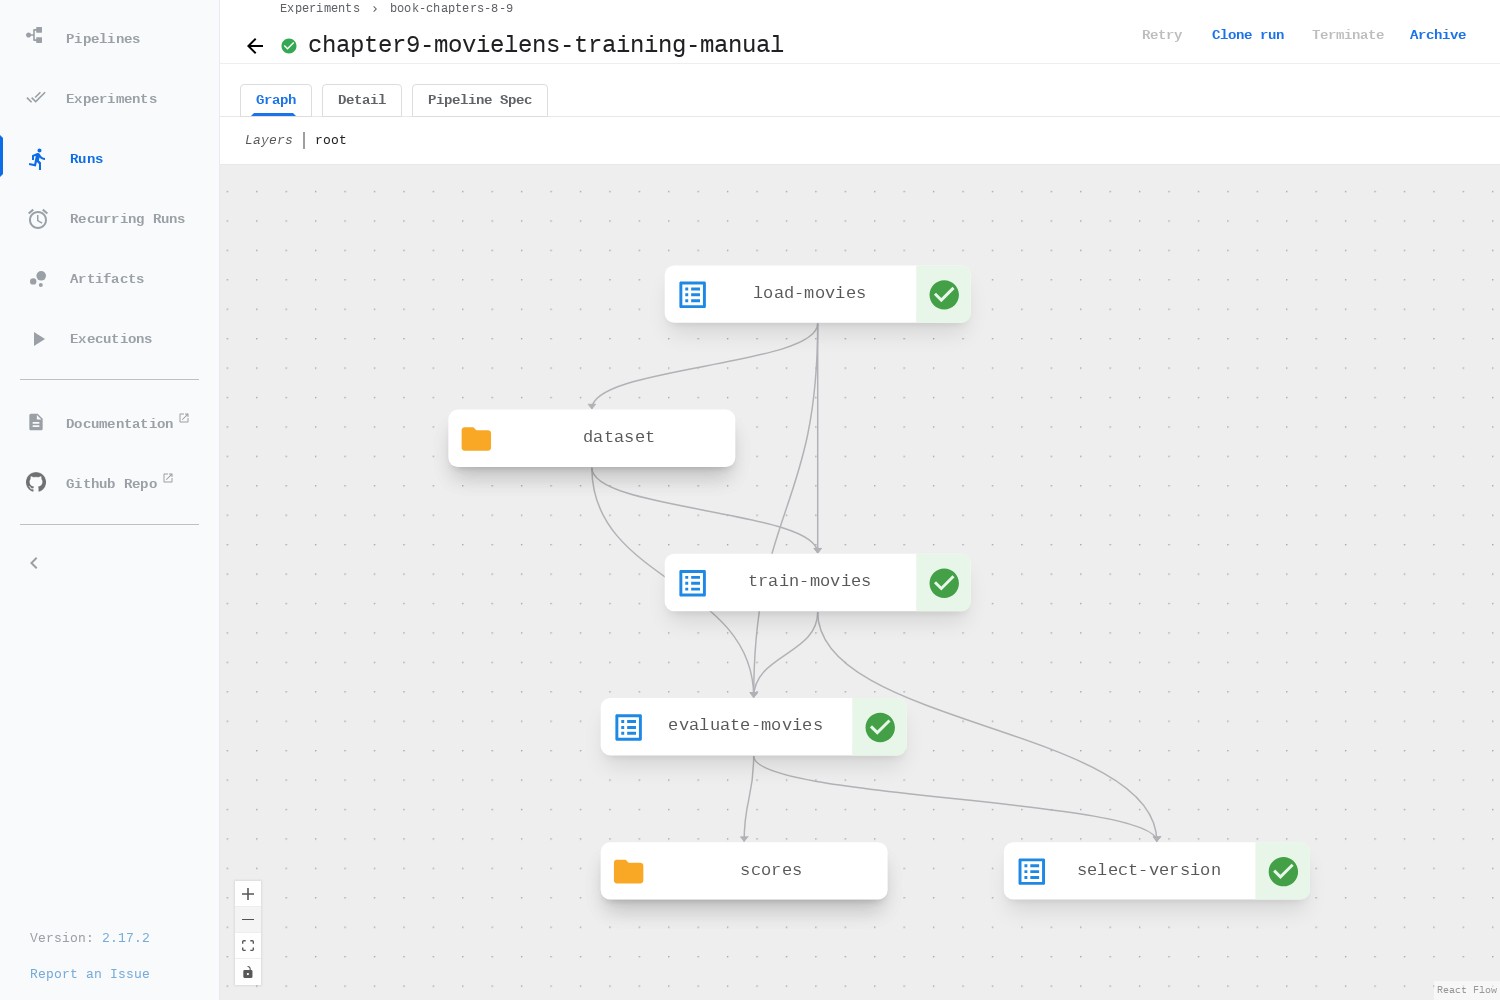 Pipelines
Experiments
Runs
Recurring Runs
Artifacts
Executions
Documentation
Github Repo
Version: 2.17.2
Report an Issue
Experiments › book-chapters-8-9
chapter9-movielens-training-manual
Retry Clone run Terminate Archive
Graph Detail Pipeline Spec
Layers | root
load-movies
dataset
train-movies
evaluate-movies
scores
select-version
React Flow